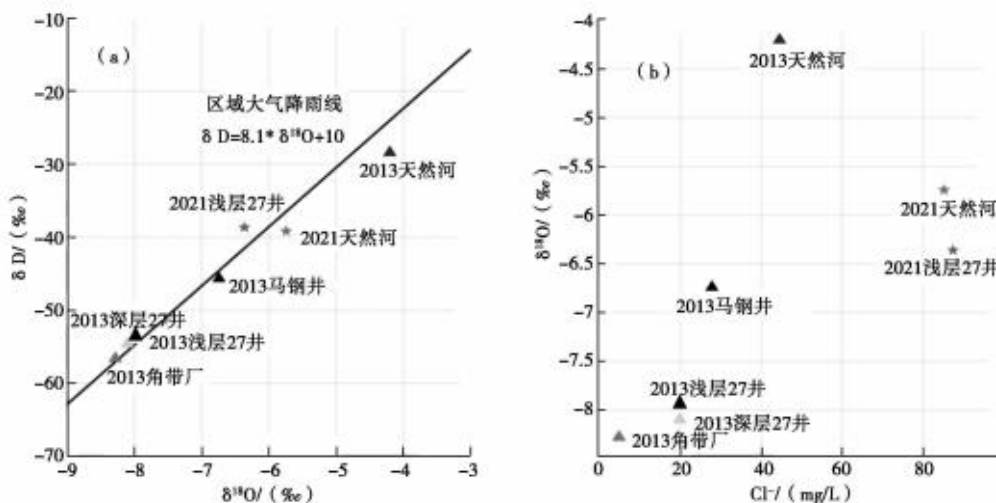 (a)
区域大气降雨线
δ D=8.1* δ¹⁸O+10
2013天然河
2021浅层27井
2021天然河
2013马钢井
2013深层27井
2013浅层27井
2013角带厂
-10
-20
-30
-40
-50
-60
-70
δ D/(‰)
-9
-8
-7
-6
-5
-4
-3
δ¹⁸O/(‰)
(b)
2013天然河
2021天然河
2021浅层27井
2013马钢井
2013浅层27井
2013深层27井
2013角带厂
-4
-4.5
-5
-5.5
-6
-6.5
-7
-7.5
-8
δ¹⁸O/(‰)
0
20
40
60
80
Cl⁻/(mg/L)